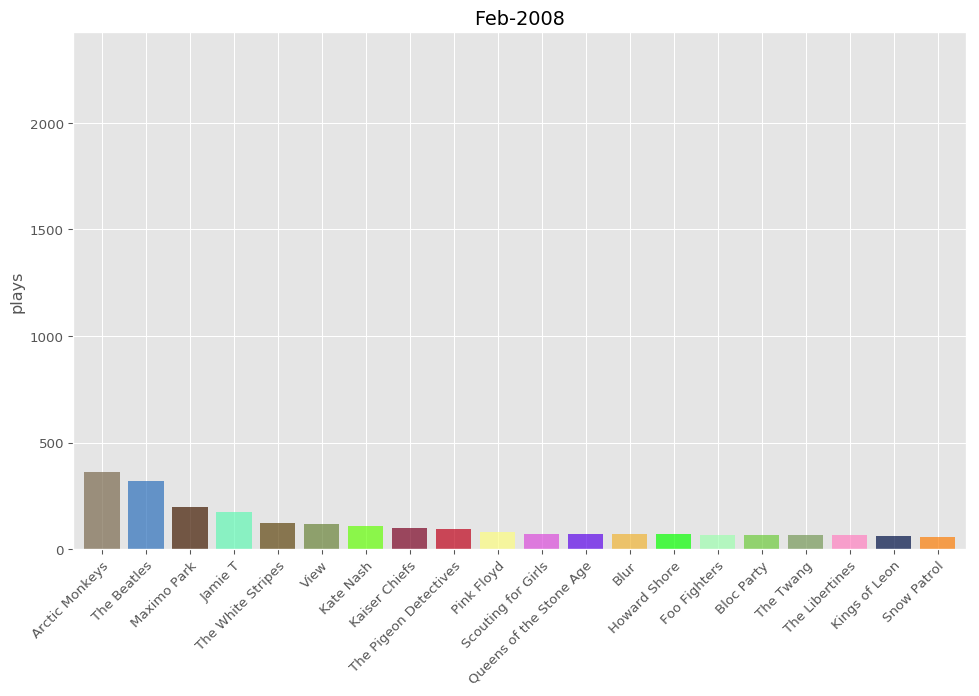 Feb-2008
plays
2000
1500
1000
500
0
Arctic Monkeys
The Beatles
Maximo Park
Jamie T
The White Stripes
View
Kate Nash
Kaiser Chiefs
The Pigeon Detectives
Pink Floyd
Scouting for Girls
Queens of the Stone Age
Blur
Howard Shore
Foo Fighters
Bloc Party
The Twang
The Libertines
Kings of Leon
Snow Patrol